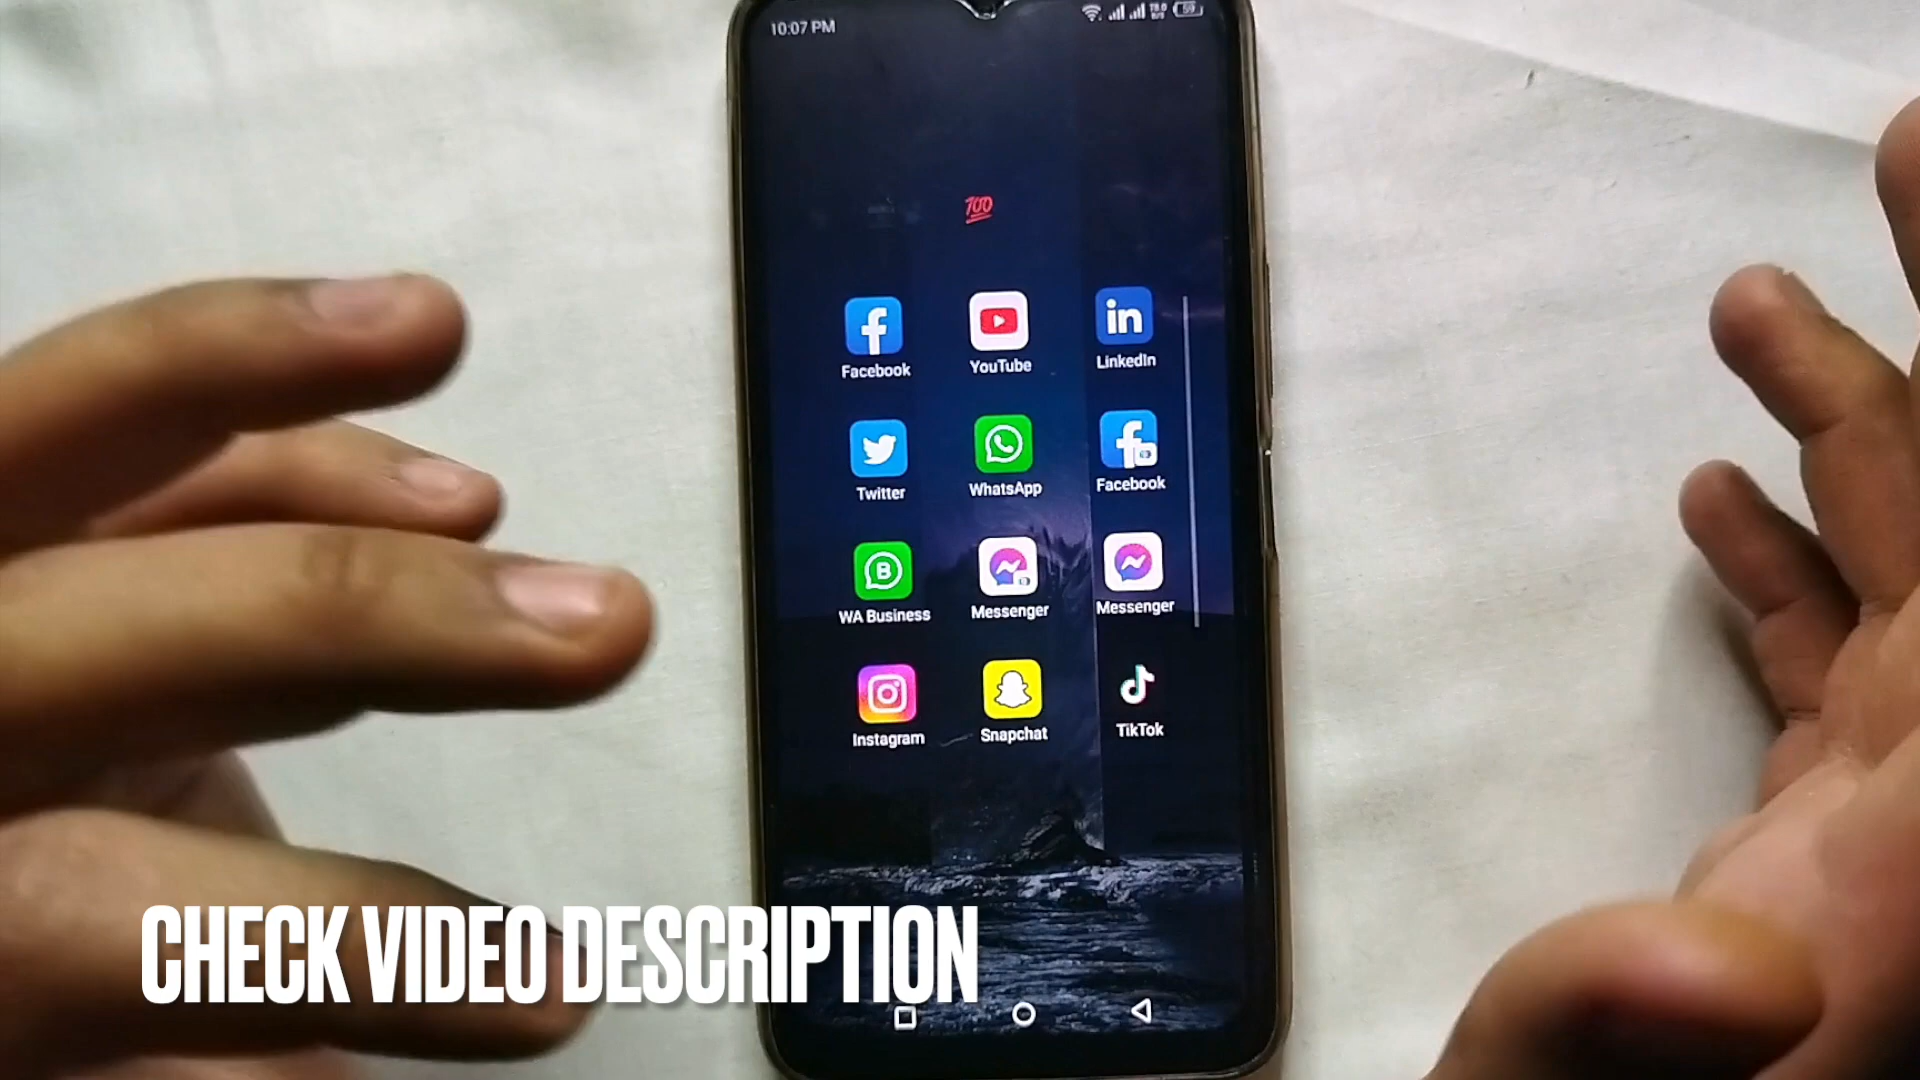 10:07 PM
59
💯
Facebook YouTube LinkedIn
Twitter WhatsApp Facebook
WA Business Messenger Messenger
Instagram Snapchat TikTok
CHECK VIDEO DESCRIPTION